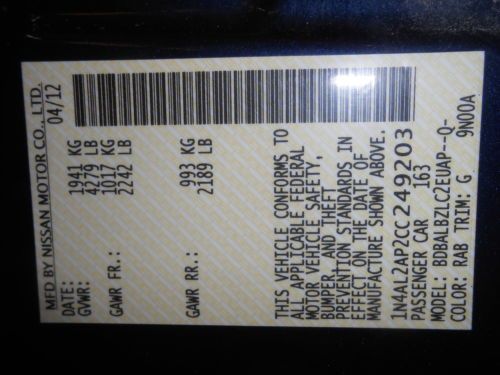 MFD BY NISSAN MOTOR CO., LTD.
DATE: 04/12
GVWR: 1941 KG
4279 LB
GAWR FR.: 1017 KG
2242 LB
GAWR RR.: 993 KG
2189 LB
THIS VEHICLE CONFORMS TO
ALL APPLICABLE FEDERAL
MOTOR VEHICLE SAFETY,
BUMPER, AND THEFT
PREVENTION STANDARDS IN
EFFECT ON THE DATE OF
MANUFACTURE SHOWN ABOVE.
1N4AL2AP2CC249203
PASSENGER CAR 163
MODEL: BDBALBZLC2EUAP--Q-
COLOR: RAB TRIM: G 9N00A